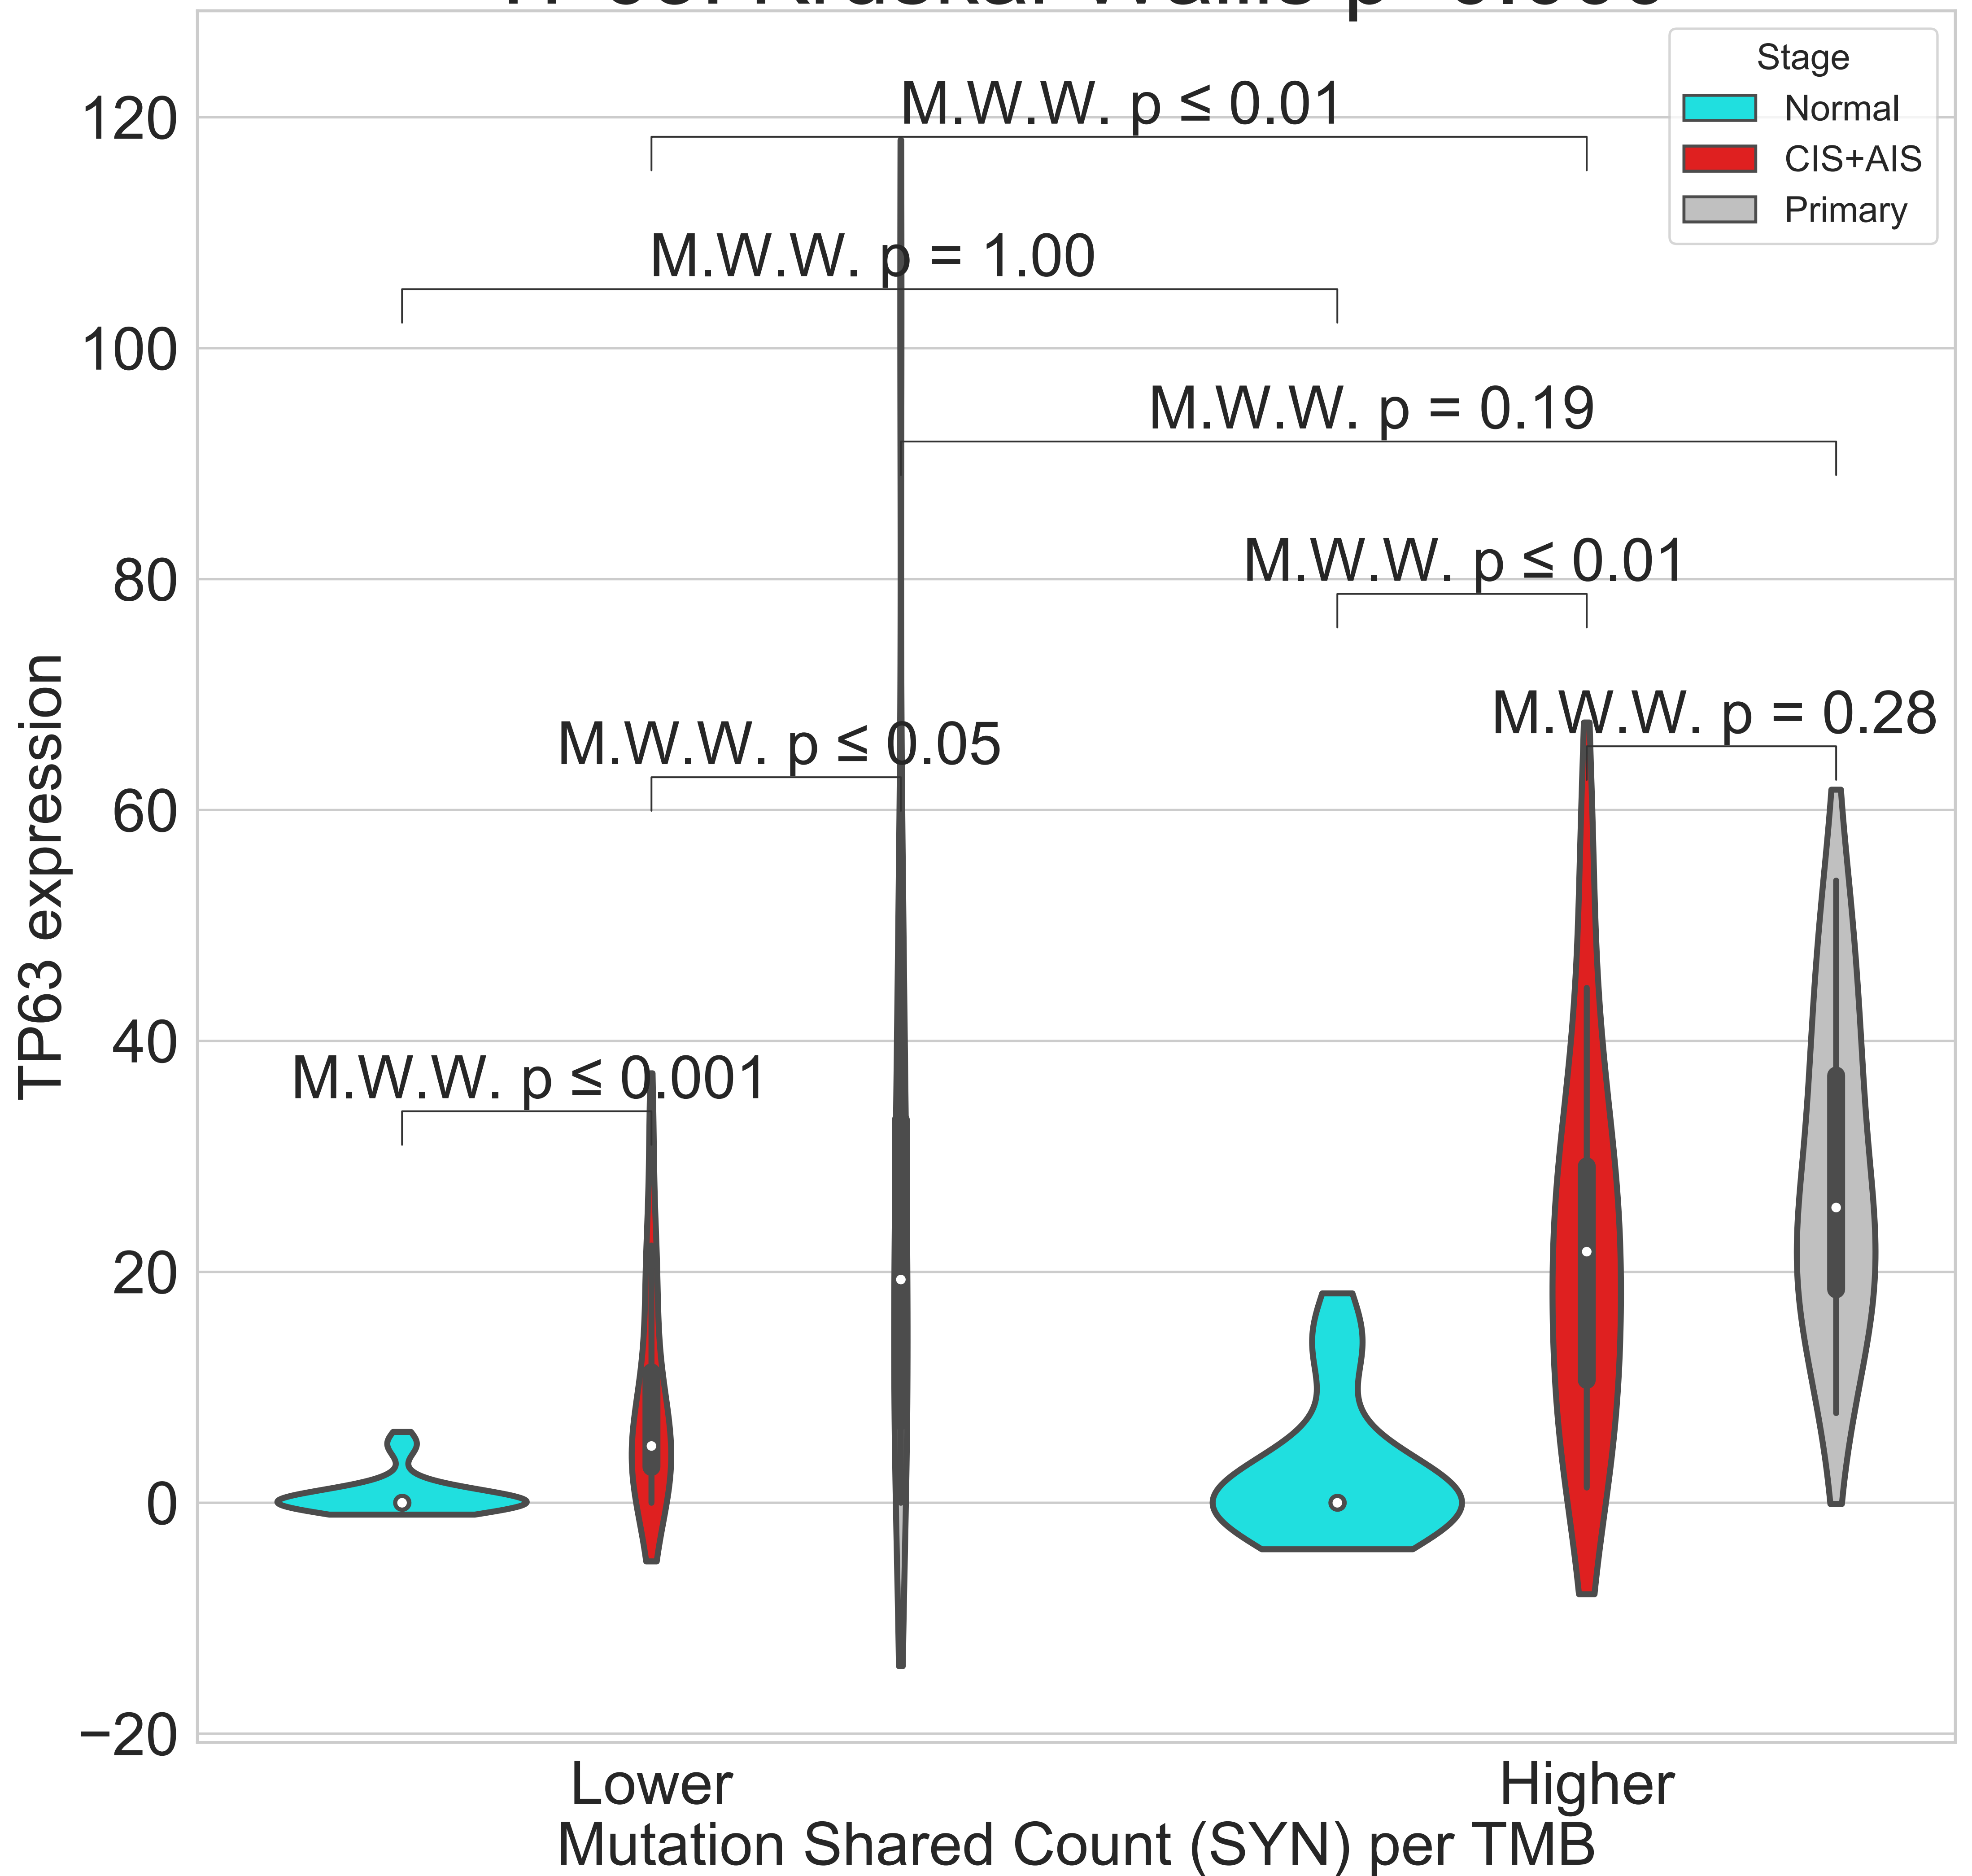 Stage
Normal
CIS+AIS
Primary
M.W.W. p ≤ 0.01
M.W.W. p = 1.00
M.W.W. p = 0.19
M.W.W. p ≤ 0.01
M.W.W. p = 0.28
M.W.W. p ≤ 0.05
M.W.W. p ≤ 0.001
120
100
80
60
40
20
0
−20
TP63 expression
Lower
Higher
Mutation Shared Count (SYN) per TMB